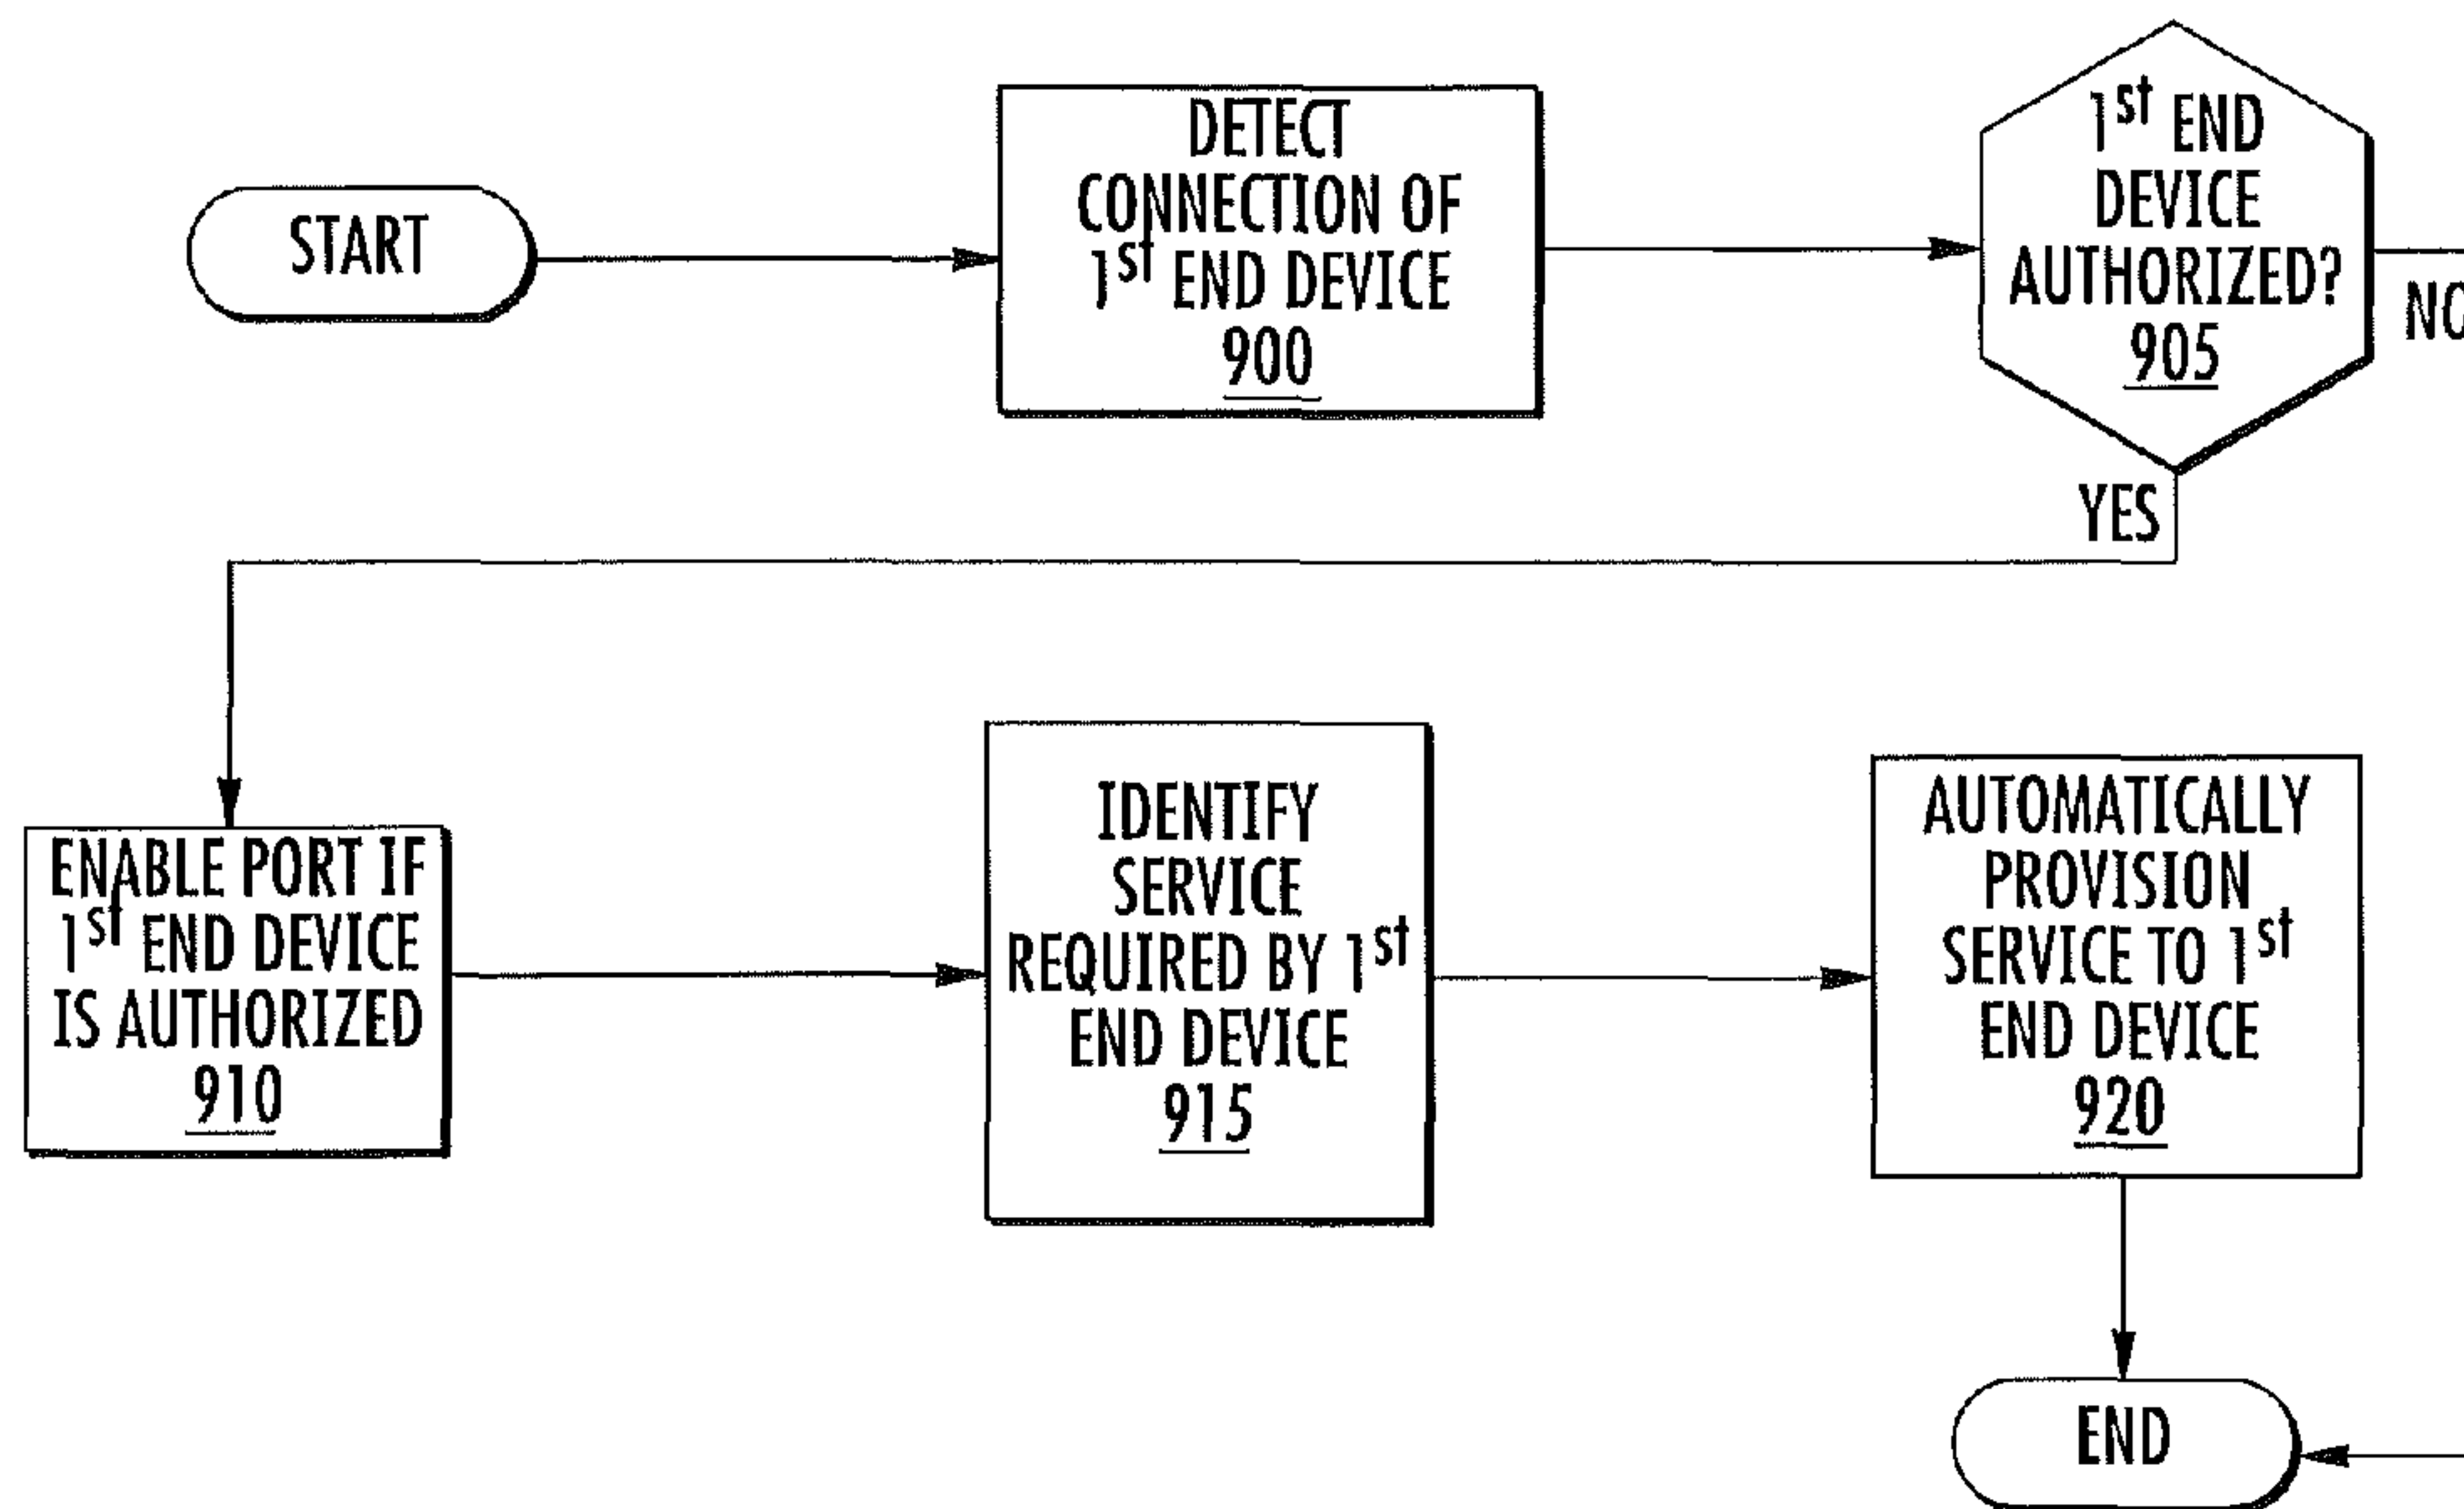 START
DETECT
CONNECTION OF
1st END DEVICE
900
1st END
DEVICE
AUTHORIZED?
905
NO
YES
ENABLE PORT IF
1st END DEVICE
IS AUTHORIZED
910
IDENTIFY
SERVICE
REQUIRED BY 1st
END DEVICE
915
AUTOMATICALLY
PROVISION
SERVICE TO 1st
END DEVICE
920
END